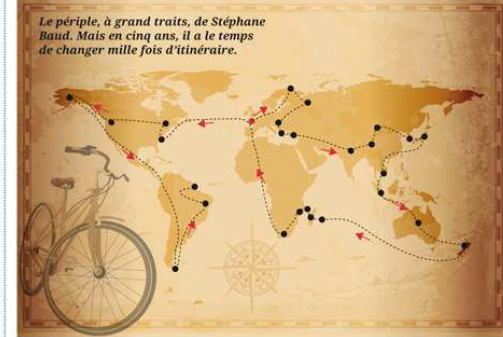 Le périple, à grand traits, de Stéphane
Baud. Mais en cinq ans, il a le temps
de changer mille fois d'itinéraire.